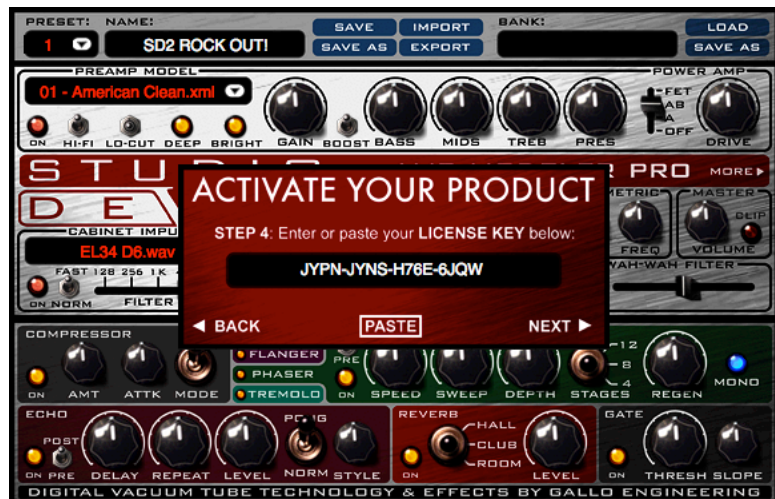 PRESET: NAME: SAVE IMPORT BANK: LOAD
1 SD2 ROCK OUT! SAVE AS EXPORT SAVE AS
PREAMP MODEL POWER AMP
01 - American Clean.xml FET
AB
A
OFF
ON HI-FI LO-CUT DEEP BRIGHT GAIN BOOST BASS MIDS TREB PRES DRIVE
STUDIO PRO MORE
DEV METRIC MASTER
CLIP
CABINET IMPU FREQ VOLUME
EL34 D6.wav WAH-WAH FILTER
FAST 128 256 1K
ON NORM FILTER
ACTIVATE YOUR PRODUCT
STEP 4: Enter or paste your LICENSE KEY below:
JYPN-JYNS-H76E-6JQW
BACK PASTE NEXT
COMPRESSOR FLANGER PRE 12
PHASER 8
TREMOLO 4 MONO
ON AMT ATTK MODE ON SPEED SWEEP DEPTH STAGES REGEN
ECHO REVERB HALL GATE
POST CLUB
ROOM
ON PRE DELAY REPEAT LEVEL NORM STYLE ON LEVEL ON THRESH SLOPE
DIGITAL VACUUM TUBE TECHNOLOGY & EFFECTS BY GALLO ENGINEERING